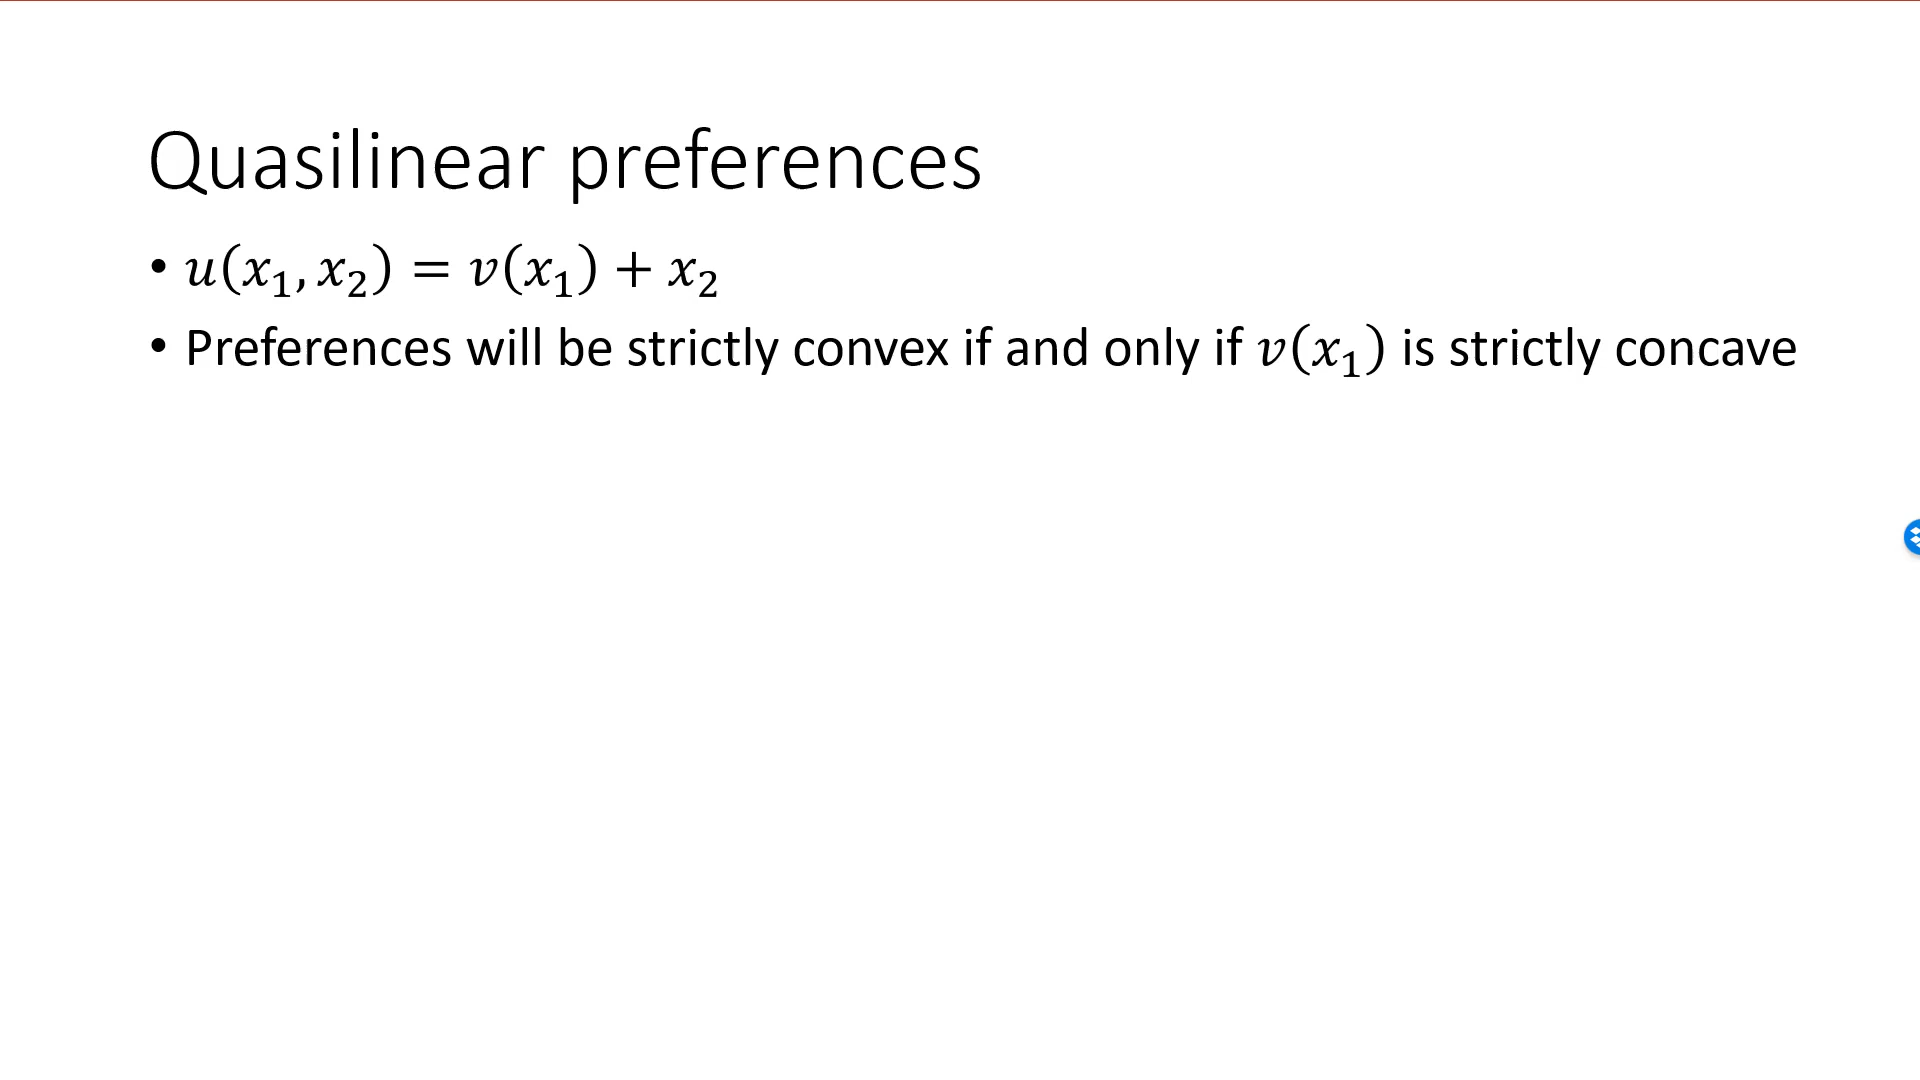 Quasilinear preferences
• 𝑢(𝑥₁, 𝑥₂) = 𝑣(𝑥₁) + 𝑥₂
• Preferences will be strictly convex if and only if 𝑣(𝑥₁) is strictly concave